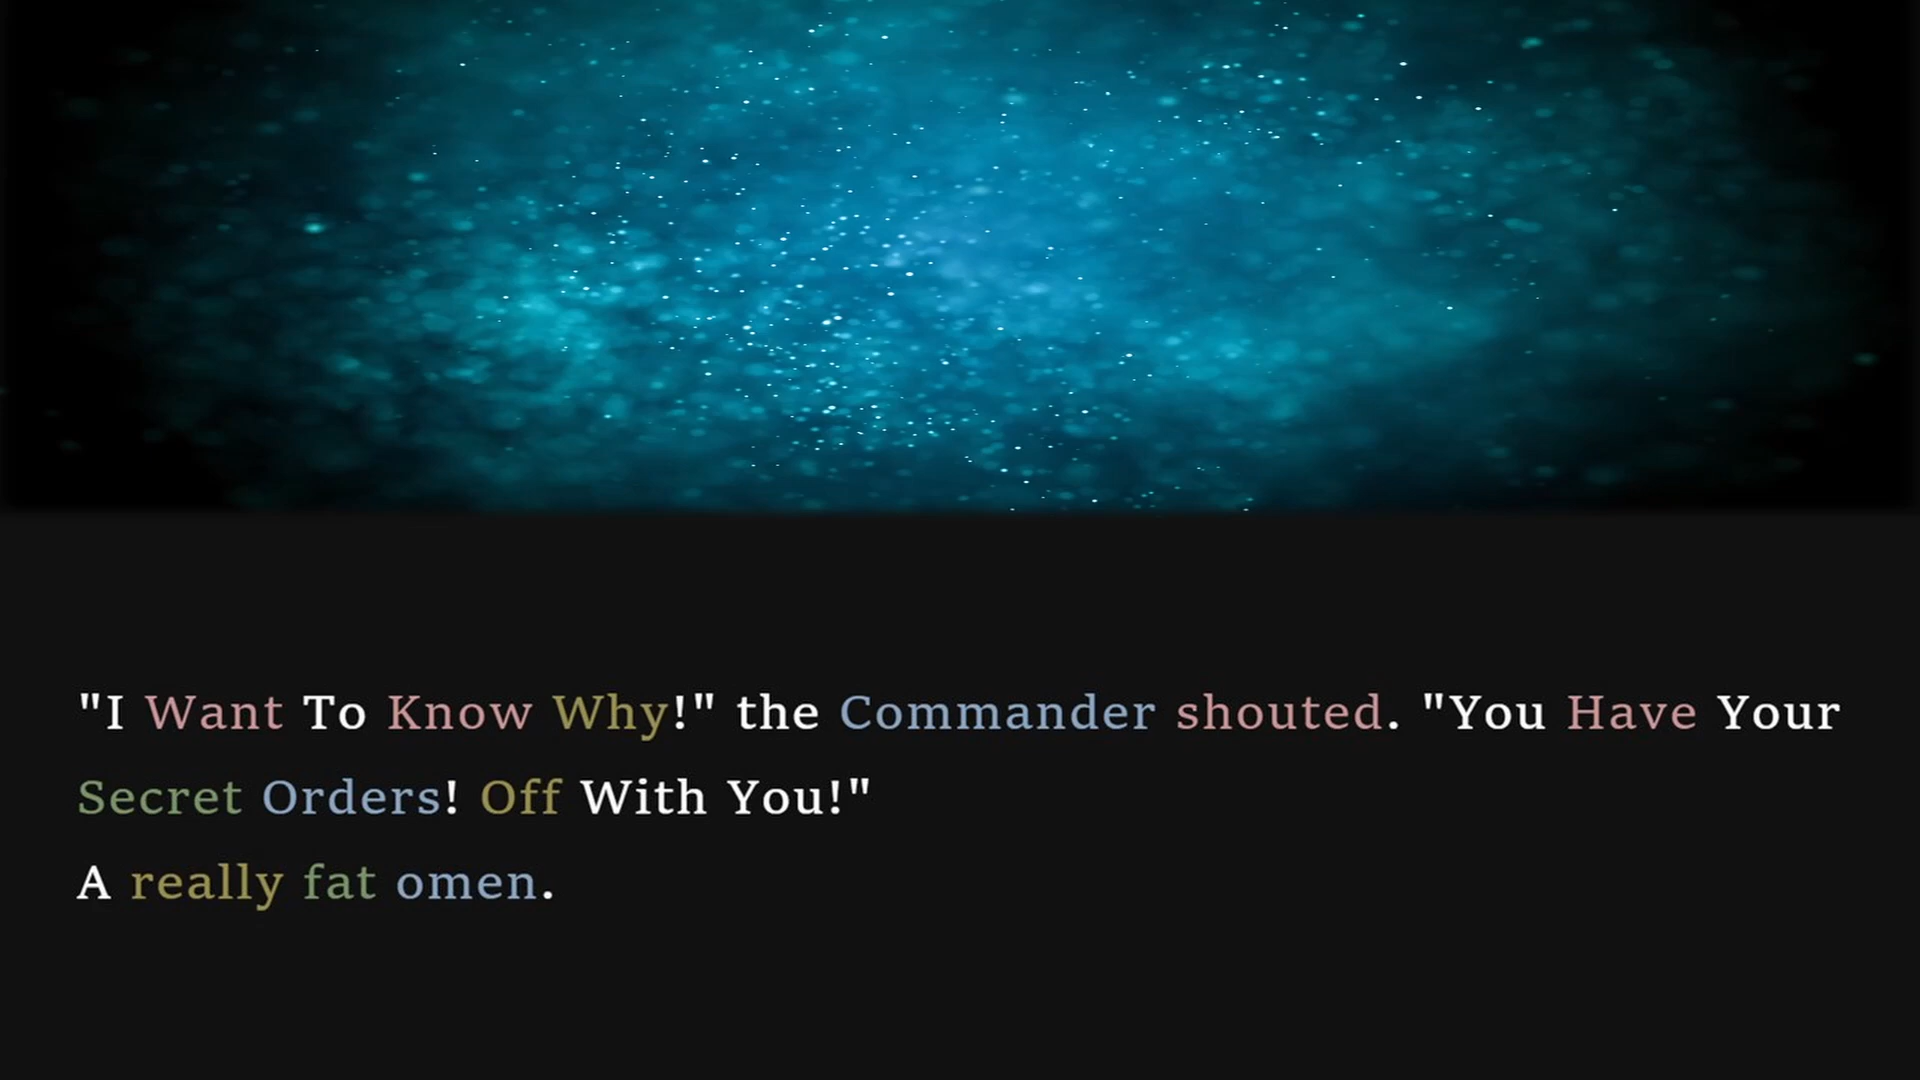 "I Want To Know Why!" the Commander shouted. "You Have Your
Secret Orders! Off With You!"
A really fat omen.